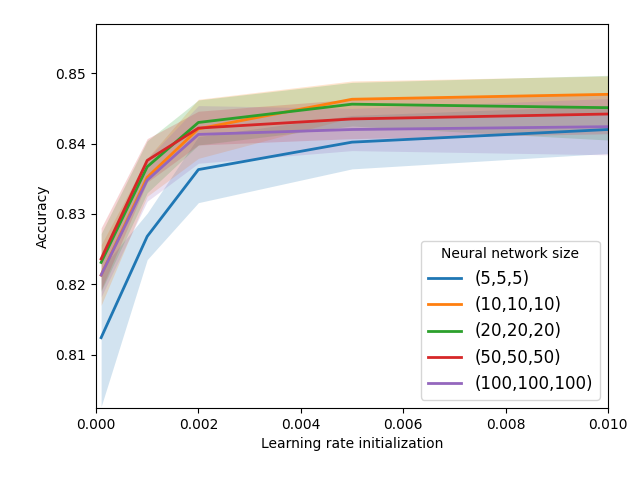 0.85
0.84
0.83
0.82
0.81
Accuracy
Neural network size
(5,5,5)
(10,10,10)
(20,20,20)
(50,50,50)
(100,100,100)
0.000 0.002 0.004 0.006 0.008 0.010
Learning rate initialization